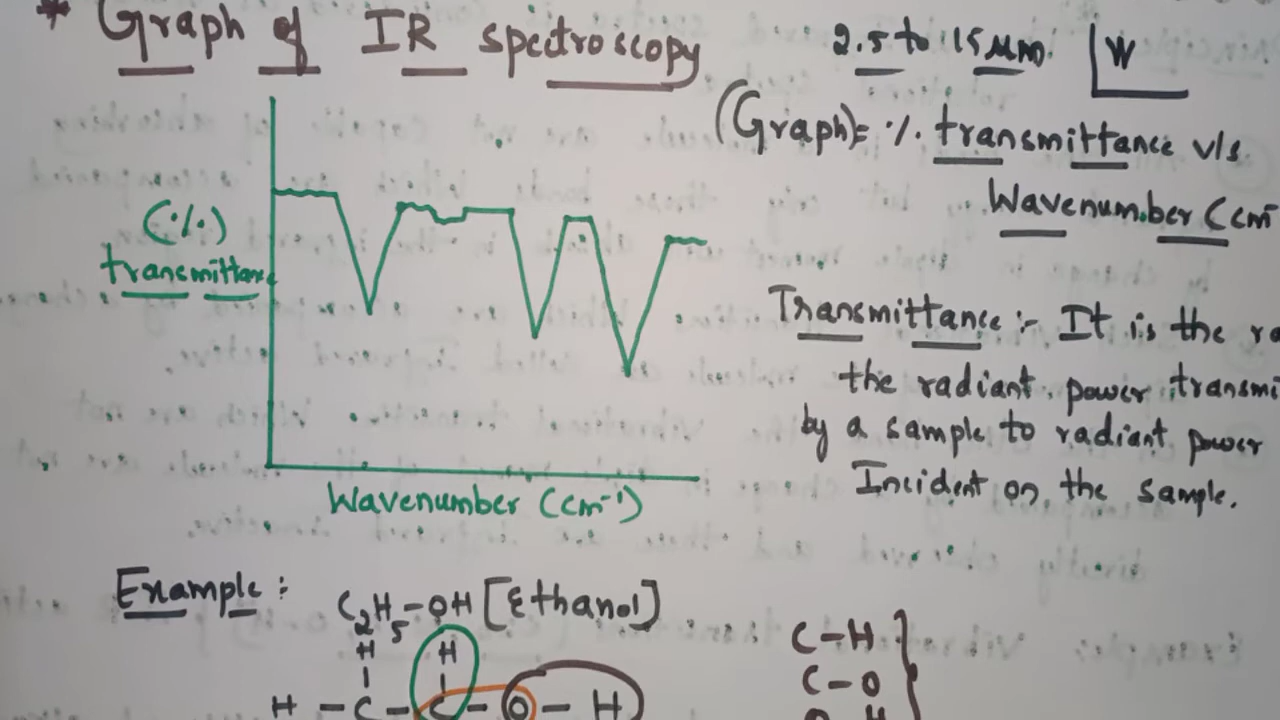 * Graph of IR spectroscopy
2.5 to 15 µm. W
(Graph)= % transmittance v/s
Wavenumber (cm-
(%)
transmittance
Transmittance :- It is the ra
the radiant power transmi
by a sample to radiant power
Incident on the sample.
Wavenumber (cm⁻¹)
Example :
C₂H₅-OH [Ethanol]
H H
H - C - C - O - H
C-H
C-O